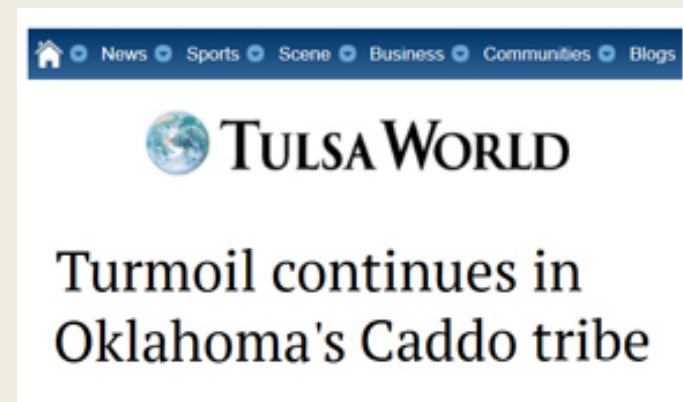 News Sports Scene Business Communities Blogs
TULSA WORLD
Turmoil continues in
Oklahoma's Caddo tribe